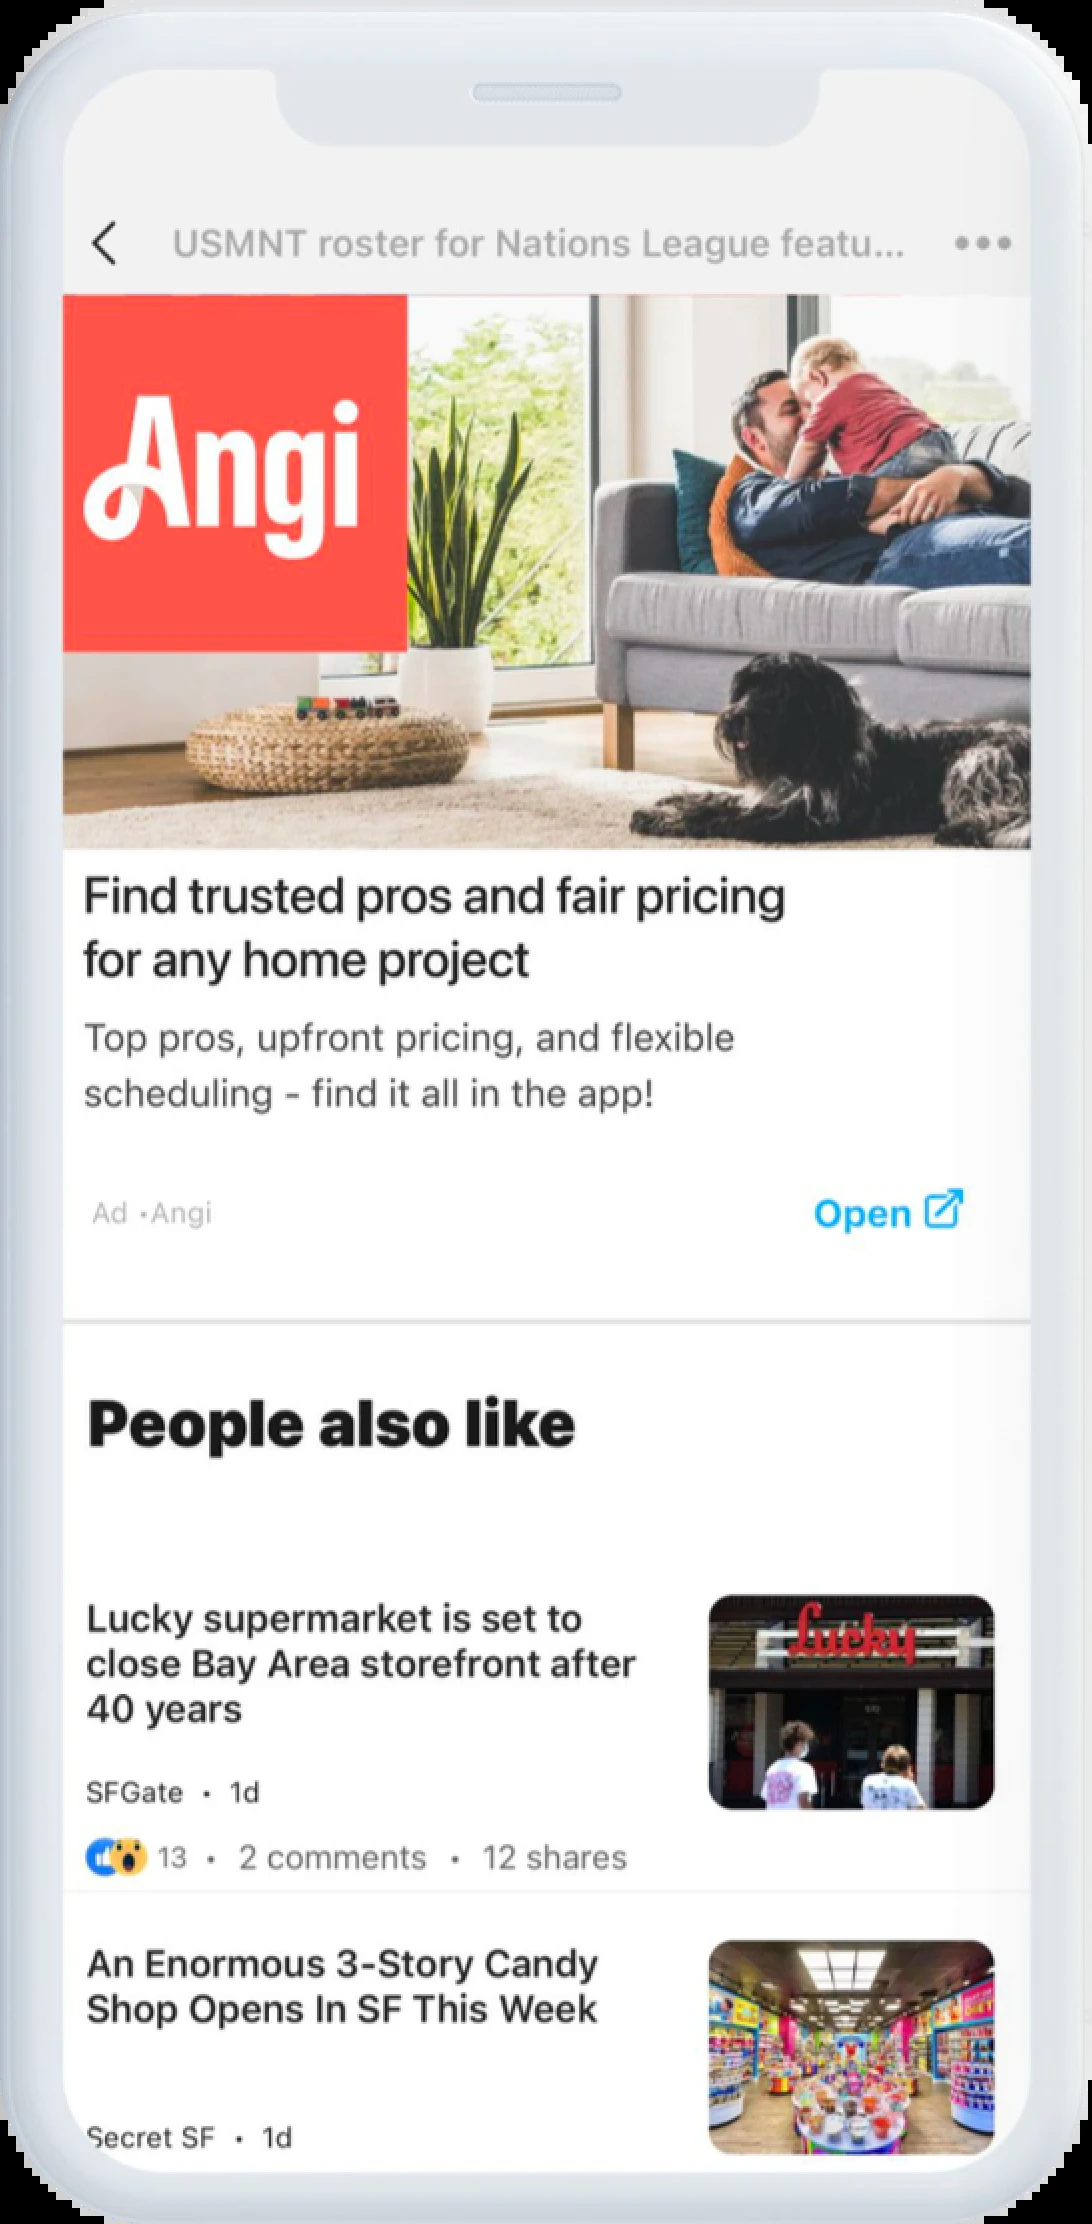 USMNT roster for Nations League featu...
Angi
Find trusted pros and fair pricing
for any home project
Top pros, upfront pricing, and flexible
scheduling - find it all in the app!
Ad • Angi
Open
People also like
Lucky supermarket is set to
close Bay Area storefront after
40 years
Lucky
SFGate • 1d
13 • 2 comments • 12 shares
An Enormous 3-Story Candy
Shop Opens In SF This Week
Secret SF • 1d